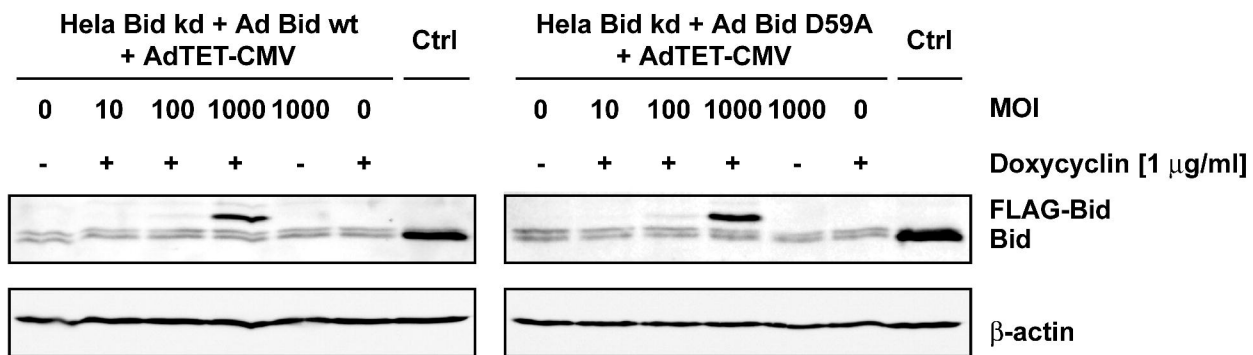 Hela Bid kd + Ad Bid wt
+ AdTET-CMV
Ctrl
Hela Bid kd + Ad Bid D59A
+ AdTET-CMV
Ctrl
0 10 100 1000 1000 0 0 10 100 1000 1000 0 MOI
- + + + - + - + + + - + Doxycyclin [1 μg/ml]
FLAG-Bid
Bid
β-actin